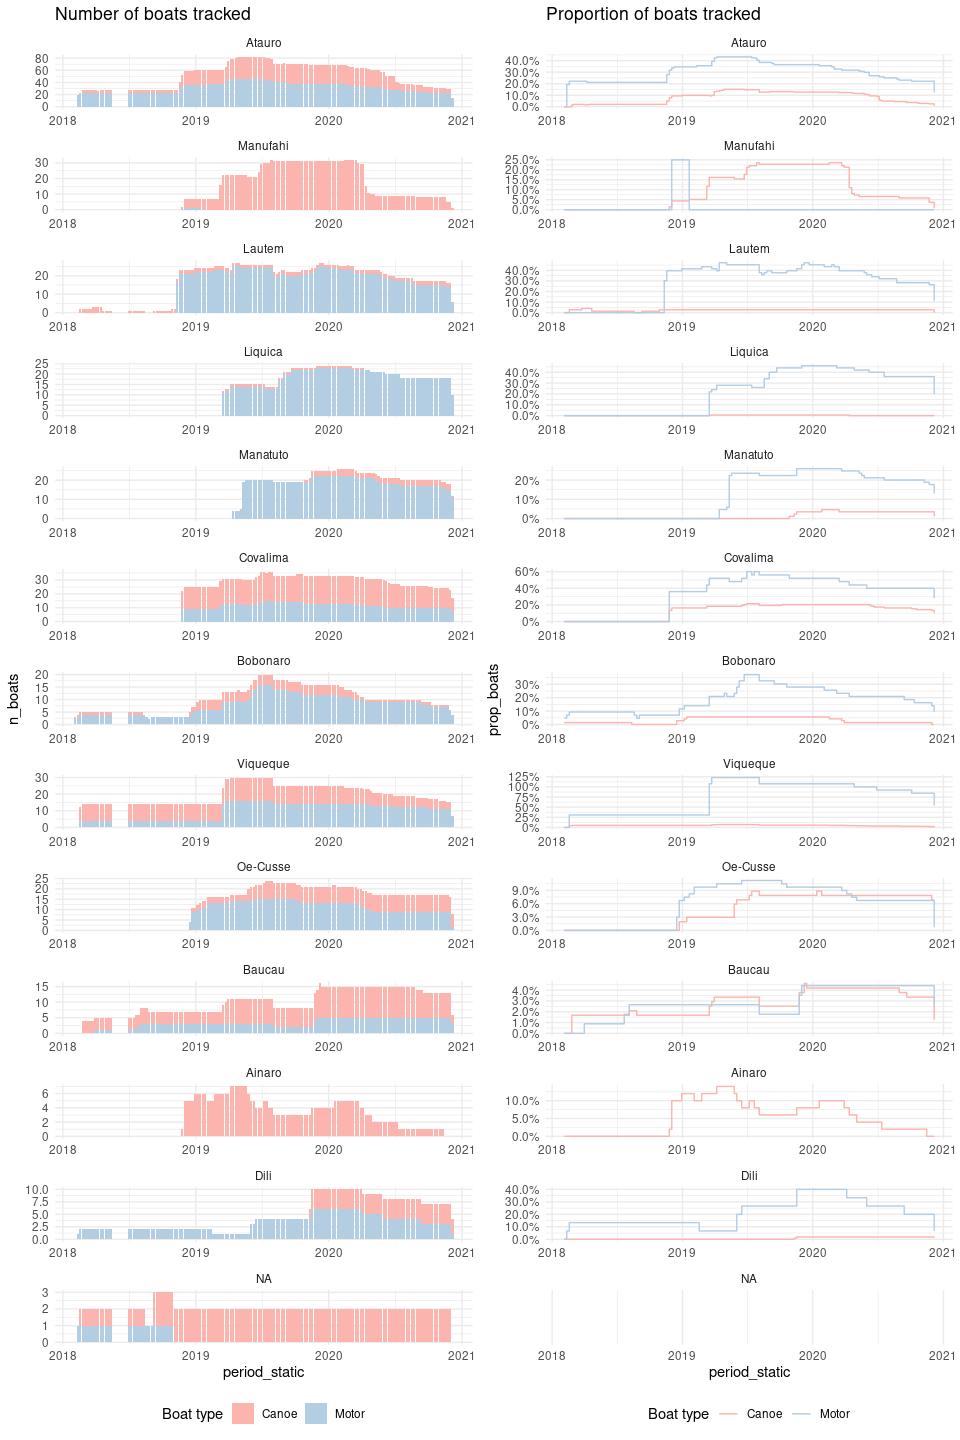 Number of boats tracked
Atauro
80
60
40
20
0
2018 2019 2020 2021
Manufahi
30
20
10
0
2018 2019 2020 2021
Lautem
20
10
0
2018 2019 2020 2021
Liquica
25
20
15
10
5
0
2018 2019 2020 2021
Manatuto
20
10
0
2018 2019 2020 2021
Covalima
30
20
10
0
2018 2019 2020 2021
Bobonaro
20
15
10
5
0
2018 2019 2020 2021
Viqueque
30
20
10
0
2018 2019 2020 2021
Oe-Cusse
25
20
15
10
5
0
2018 2019 2020 2021
Baucau
15
10
5
0
2018 2019 2020 2021
Ainaro
6
4
2
0
2018 2019 2020 2021
Dili
10.0
7.5
5.0
2.5
0.0
2018 2019 2020 2021
NA
3
2
1
0
2018 2019 2020 2021
n_boats
period_static
Boat type Canoe Motor
Proportion of boats tracked
Atauro
40.0%
30.0%
20.0%
10.0%
0.0%
2018 2019 2020 2021
Manufahi
25.0%
20.0%
15.0%
10.0%
5.0%
0.0%
2018 2019 2020 2021
Lautem
40.0%
30.0%
20.0%
10.0%
0.0%
2018 2019 2020 2021
Liquica
40.0%
30.0%
20.0%
10.0%
0.0%
2018 2019 2020 2021
Manatuto
20%
10%
0%
2018 2019 2020 2021
Covalima
60%
40%
20%
0%
2018 2019 2020 2021
Bobonaro
30%
20%
10%
0%
2018 2019 2020 2021
Viqueque
125%
100%
75%
50%
25%
0%
2018 2019 2020 2021
Oe-Cusse
9.0%
6.0%
3.0%
0.0%
2018 2019 2020 2021
Baucau
4.0%
3.0%
2.0%
1.0%
0.0%
2018 2019 2020 2021
Ainaro
10.0%
5.0%
0.0%
2018 2019 2020 2021
Dili
40.0%
30.0%
20.0%
10.0%
0.0%
2018 2019 2020 2021
NA
2018 2019 2020 2021
prop_boats
period_static
Boat type Canoe Motor